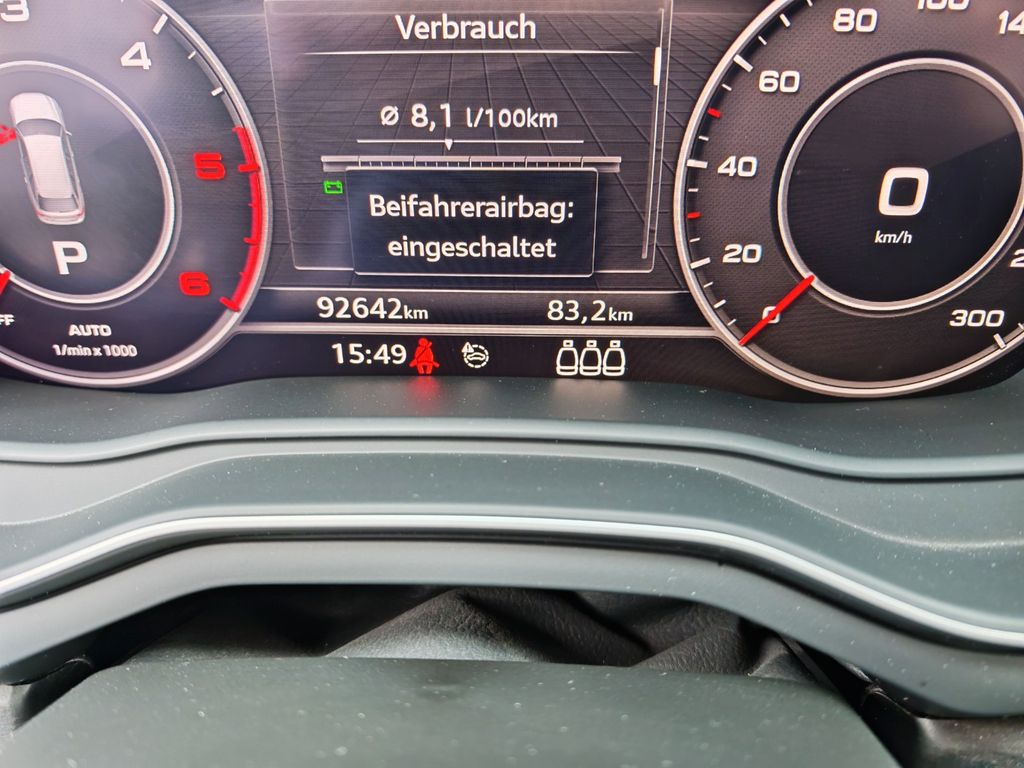 Verbrauch
ø 8,1 l/100km
Beifahrerairbag:
eingeschaltet
92642km 83,2km
15:49
3
4
5
6
P
AUTO
1/min x 1000
0
20
40
60
80
100
300
0
km/h